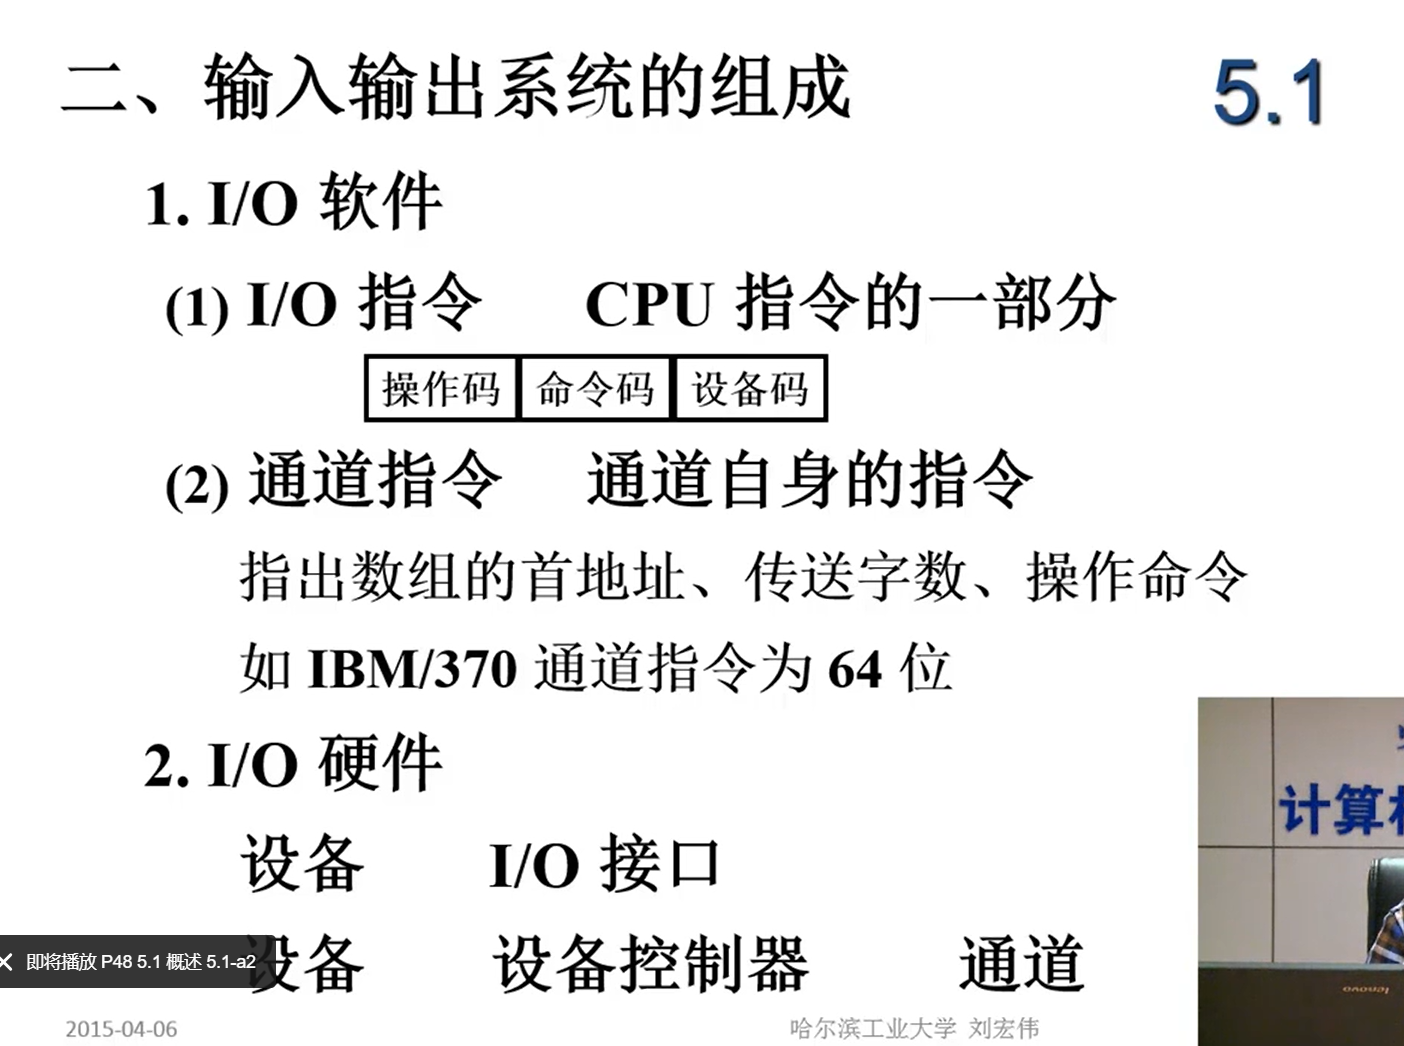 二、输入输出系统的组成 5.1
1. I/O 软件
(1) I/O 指令 CPU 指令的一部分
操作码 命令码 设备码
(2) 通道指令 通道自身的指令
指出数组的首地址、传送字数、操作命令
如 IBM/370 通道指令为 64 位
2. I/O 硬件
设备 I/O 接口
设备 设备控制器 通道
即将播放 P48 5.1 概述 5.1-a2
2015-04-06 哈尔滨工业大学 刘宏伟
计算
lenovo